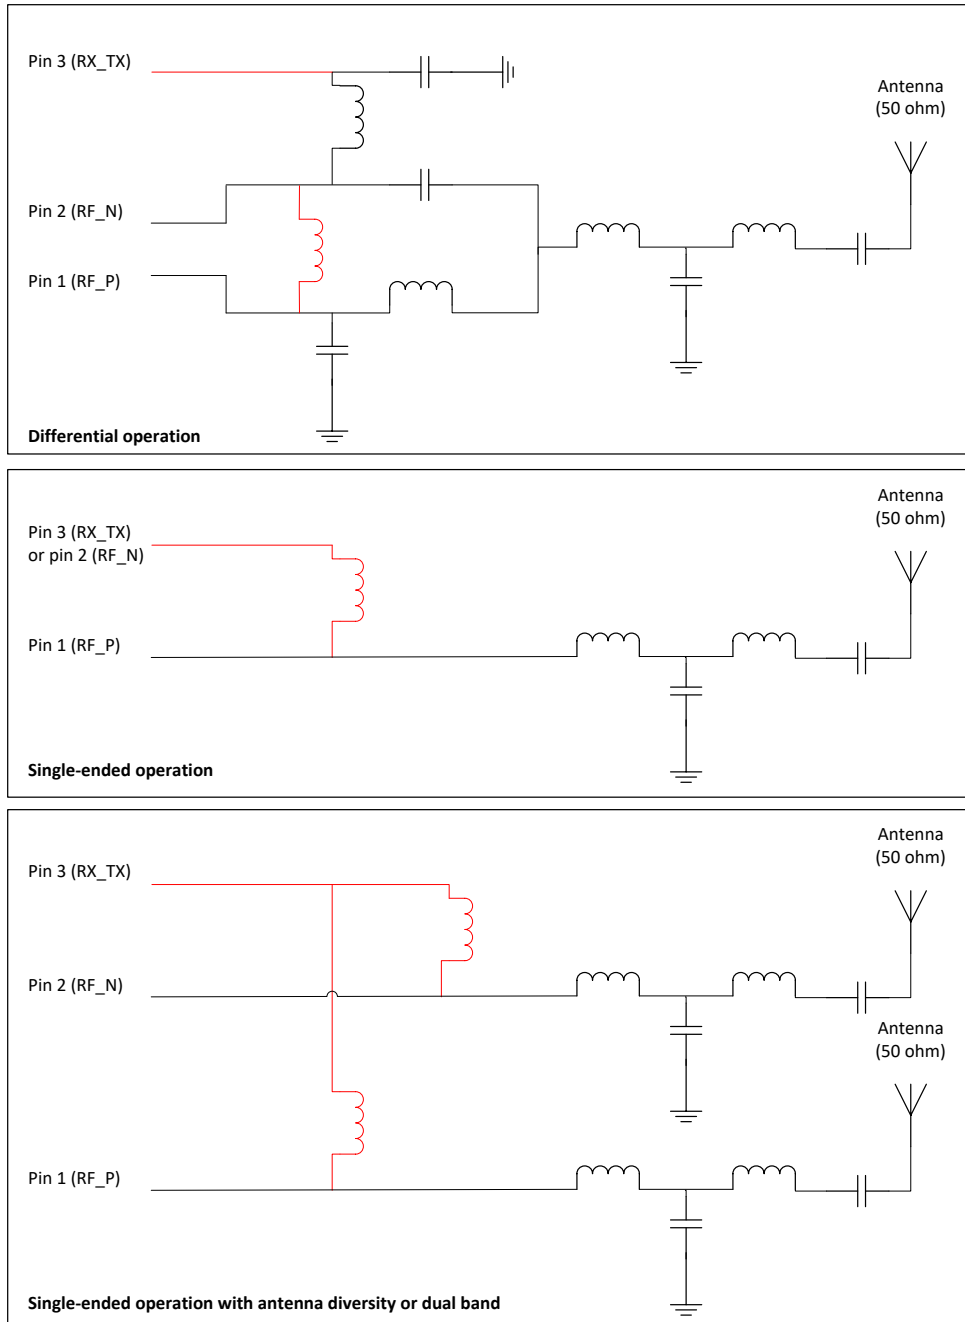 Pin 3 (RX_TX)
Antenna
(50 ohm)
Pin 2 (RF_N)
Pin 1 (RF_P)
Differential operation
Antenna
(50 ohm)
Pin 3 (RX_TX)
or pin 2 (RF_N)
Pin 1 (RF_P)
Single-ended operation
Antenna
(50 ohm)
Pin 3 (RX_TX)
Pin 2 (RF_N)
Antenna
(50 ohm)
Pin 1 (RF_P)
Single-ended operation with antenna diversity or dual band